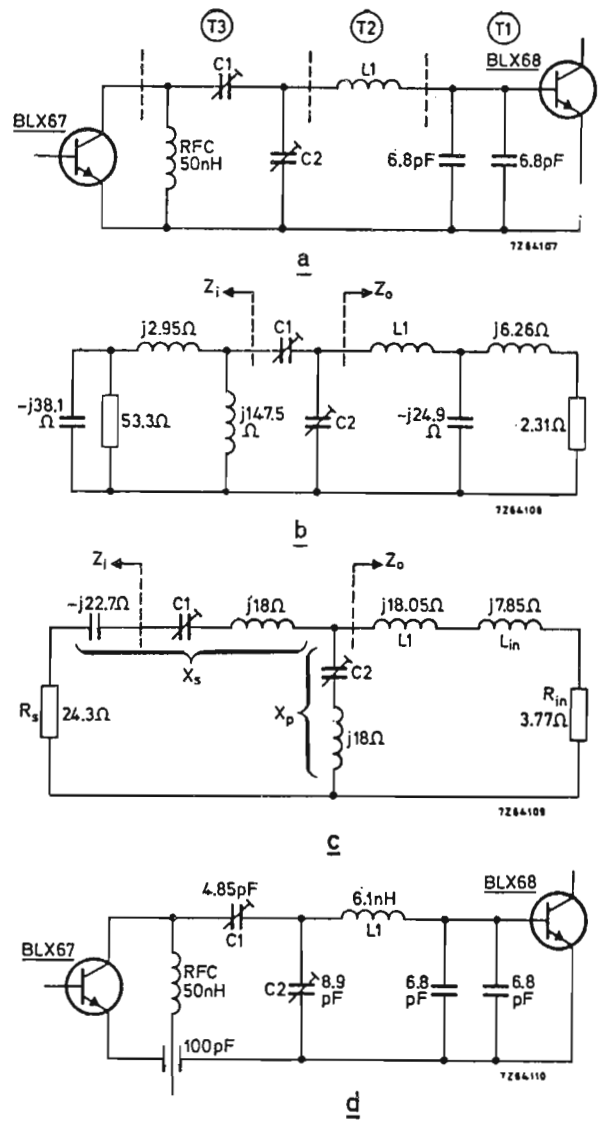 T3
T2
T1
C1
L1
BLX68
BLX67
RFC
50nH
C2
6.8pF
6.8pF
7Z64107
a
Zi
Zo
j2.95Ω
C1
L1
j6.26Ω
-j38.1
Ω
53.3Ω
j147.5
Ω
C2
-j24.9
Ω
2.31Ω
7Z64108
b
Zi
Zo
-j22.7Ω
C1
j18Ω
j18.05Ω
j7.85Ω
L1
Lin
Xs
C2
Rs
24.3Ω
Xp
j18Ω
Rin
3.77Ω
7Z64109
c
4.85pF
6.1nH
BLX68
C1
L1
BLX67
RFC
50nH
C2
8.9
pF
6.8
pF
6.8
pF
100pF
7Z64110
d